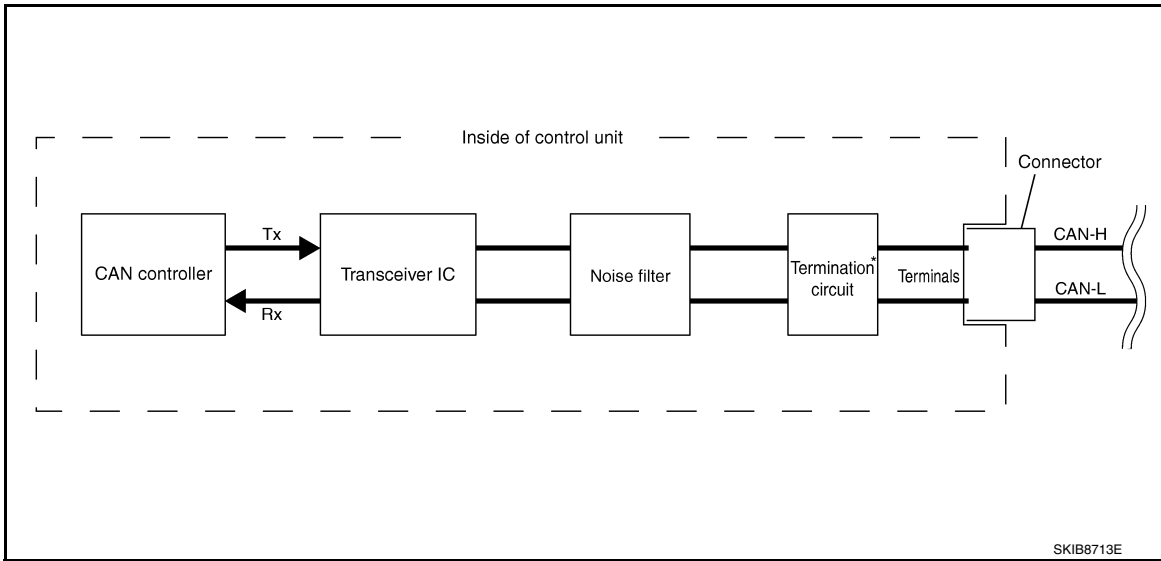 Inside of control unit
Connector
CAN controller
Tx
Rx
Transceiver IC
Noise filter
Termination*
circuit
Terminals
CAN-H
CAN-L
SKIB8713E